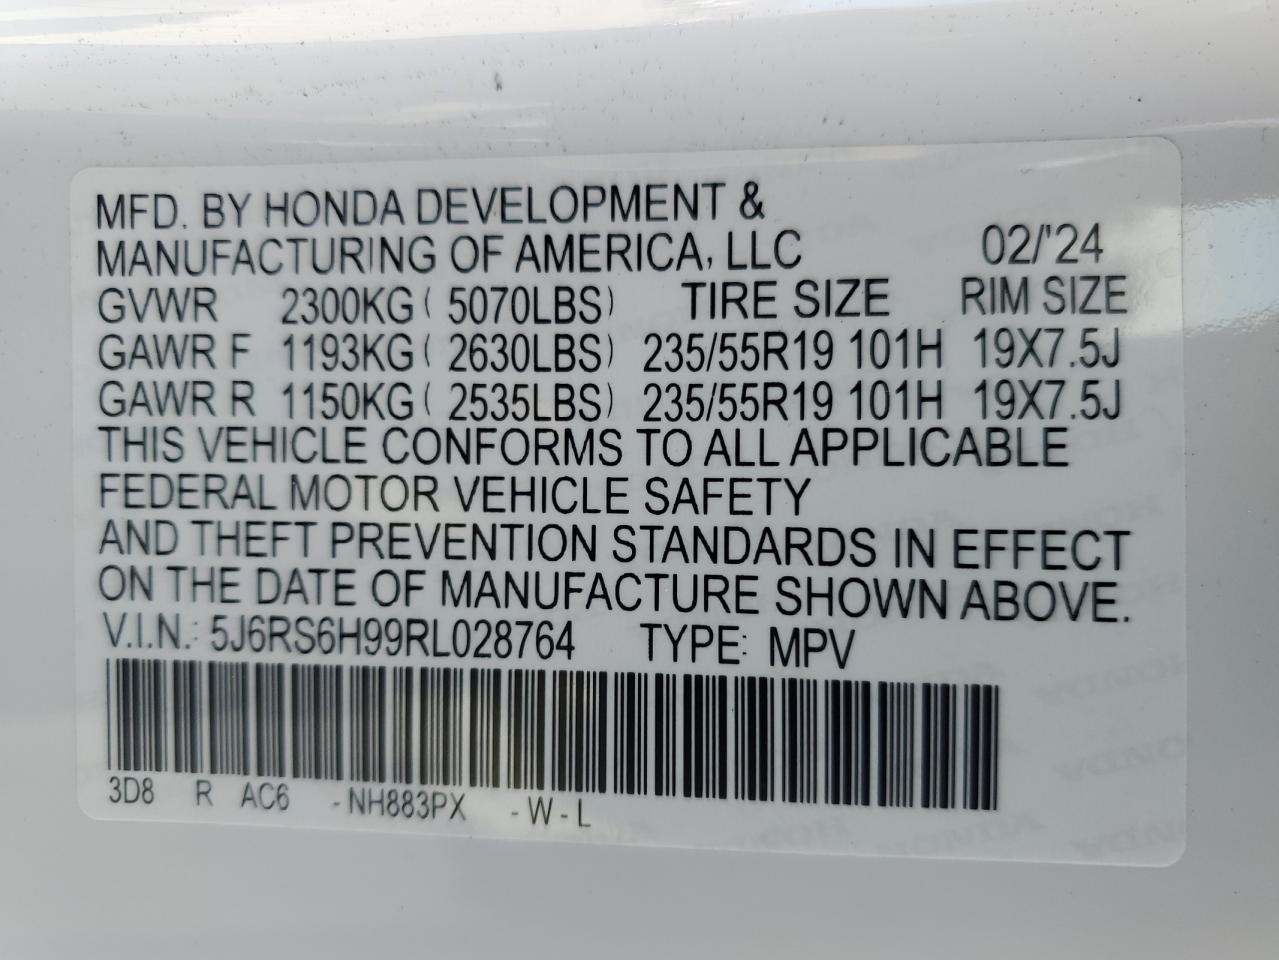 MFD. BY HONDA DEVELOPMENT &
MANUFACTURING OF AMERICA, LLC 02/'24
GVWR 2300KG ( 5070LBS) TIRE SIZE RIM SIZE
GAWR F 1193KG ( 2630LBS) 235/55R19 101H 19X7.5J
GAWR R 1150KG ( 2535LBS) 235/55R19 101H 19X7.5J
THIS VEHICLE CONFORMS TO ALL APPLICABLE
FEDERAL MOTOR VEHICLE SAFETY
AND THEFT PREVENTION STANDARDS IN EFFECT
ON THE DATE OF MANUFACTURE SHOWN ABOVE.
V.I.N.: 5J6RS6H99RL028764 TYPE: MPV
3D8 R AC6 -NH883PX -W-L